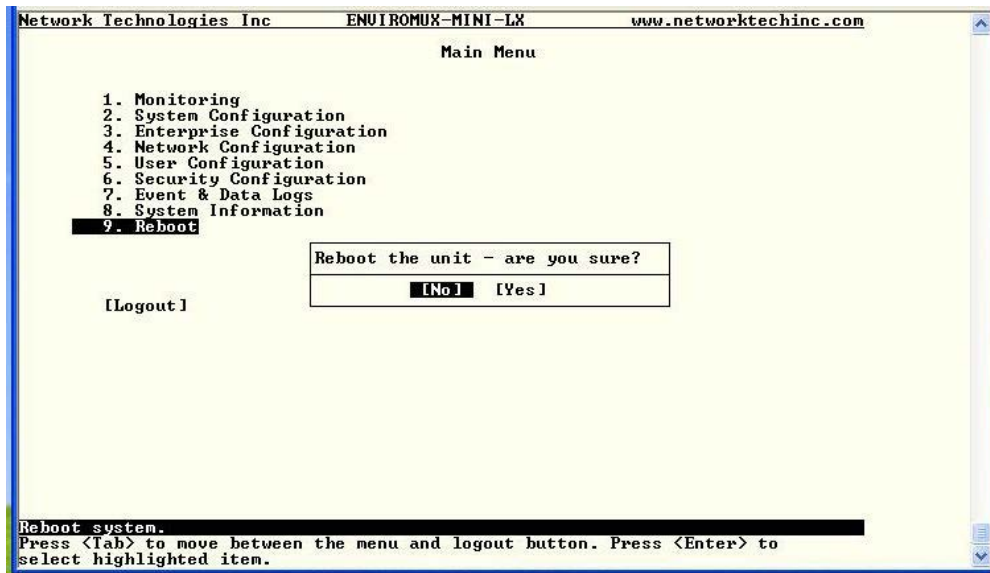 Network Technologies Inc ENVIROMUX-MINI-LX www.networktechinc.com
Main Menu
1. Monitoring
2. System Configuration
3. Enterprise Configuration
4. Network Configuration
5. User Configuration
6. Security Configuration
7. Event & Data Logs
8. System Information
9. Reboot
Reboot the unit - are you sure?
[No] [Yes]
[Logout]
Reboot system.
Press <Tab> to move between the menu and logout button. Press <Enter> to
select highlighted item.